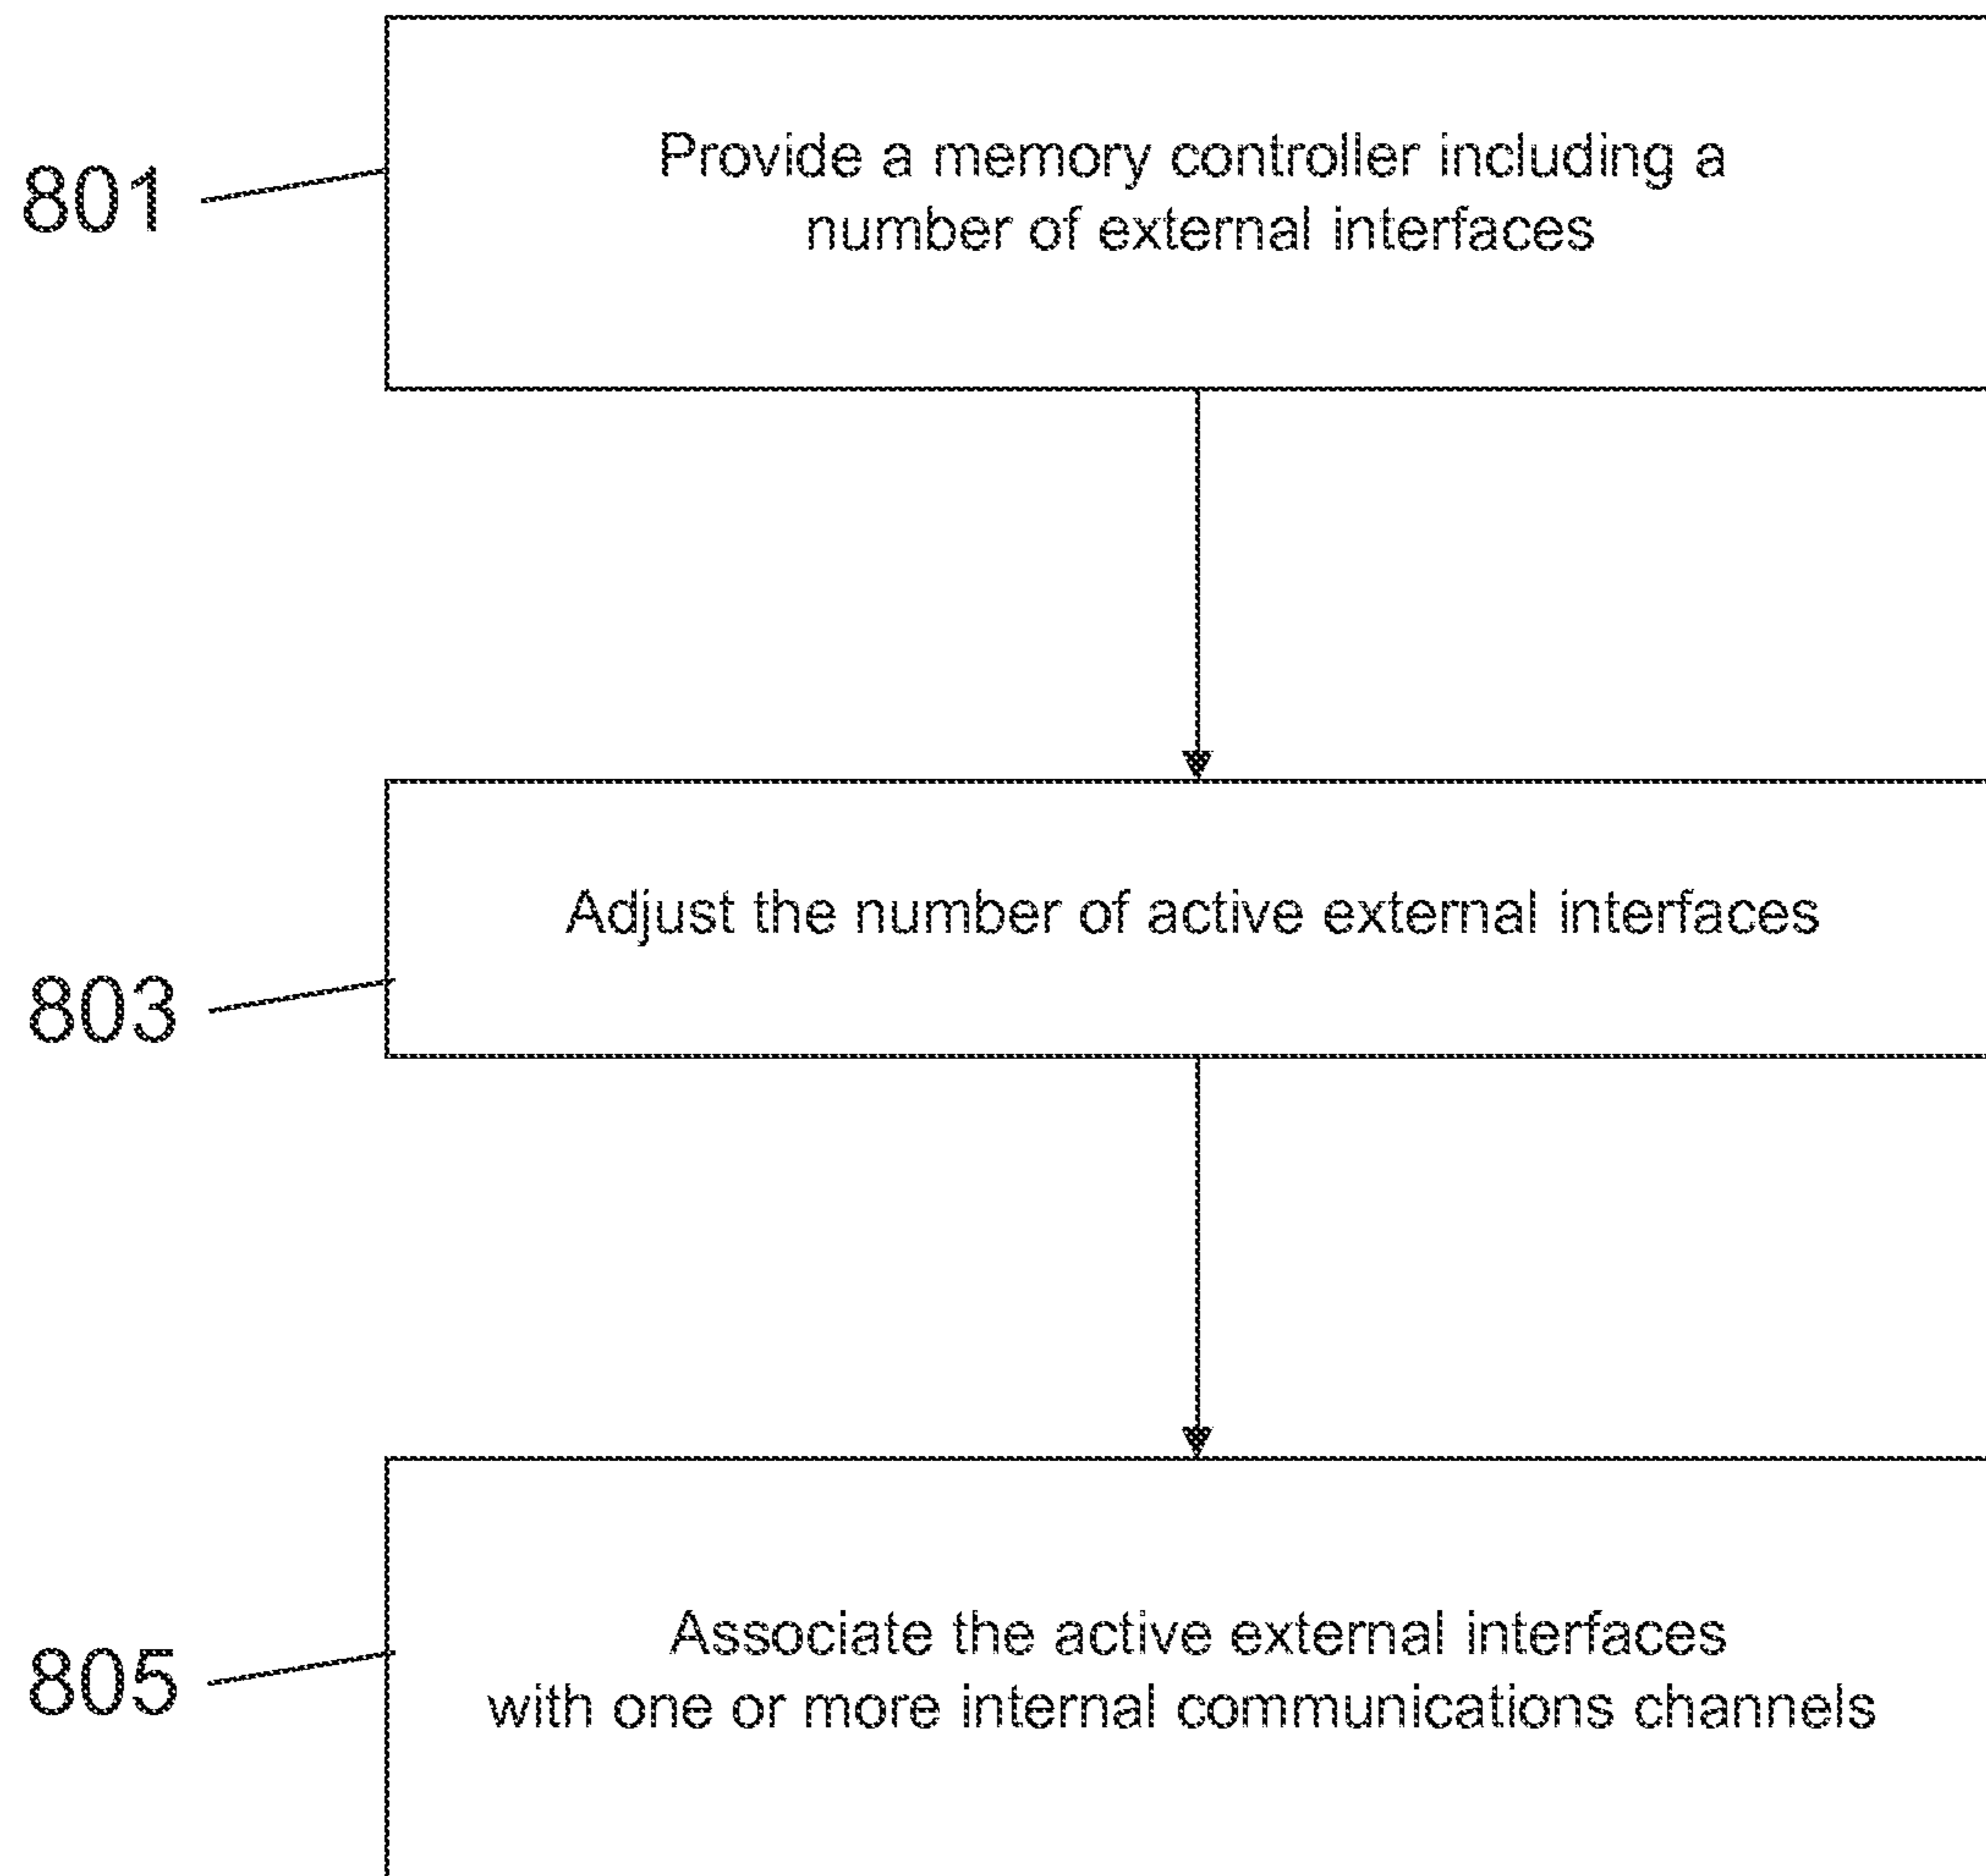 801
Provide a memory controller including a
number of external interfaces
Adjust the number of active external interfaces
803
Associate the active external interfaces
with one or more internal communications channels
805